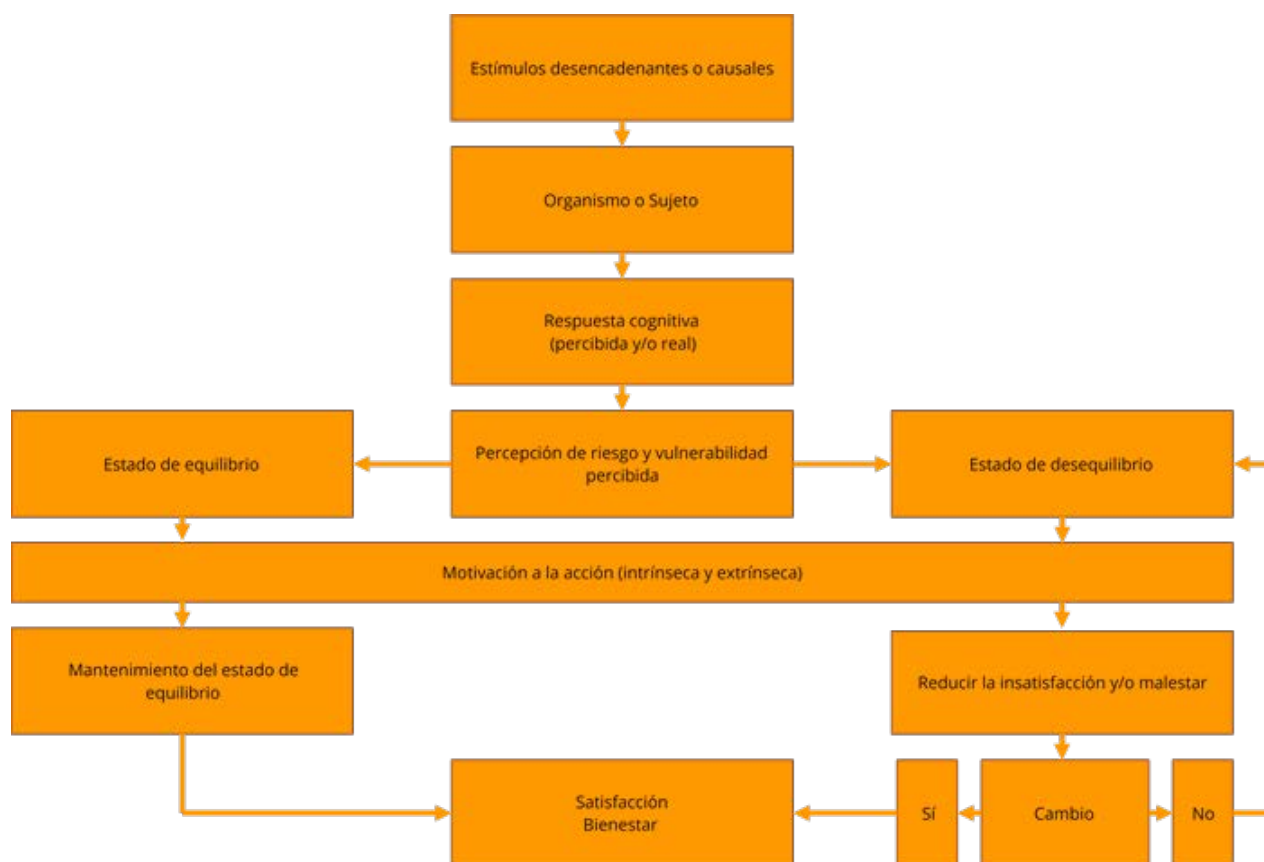 Estímulos desencadenantes o causales
Organismo o Sujeto
Respuesta cognitiva
(percibida y/o real)
Estado de equilibrio
Percepción de riesgo y vulnerabilidad
percibida
Estado de desequilibrio
Motivación a la acción (intrínseca y extrínseca)
Mantenimiento del estado de
equilibrio
Reducir la insatisfacción y/o malestar
Satisfacción
Bienestar
Sí
Cambio
No